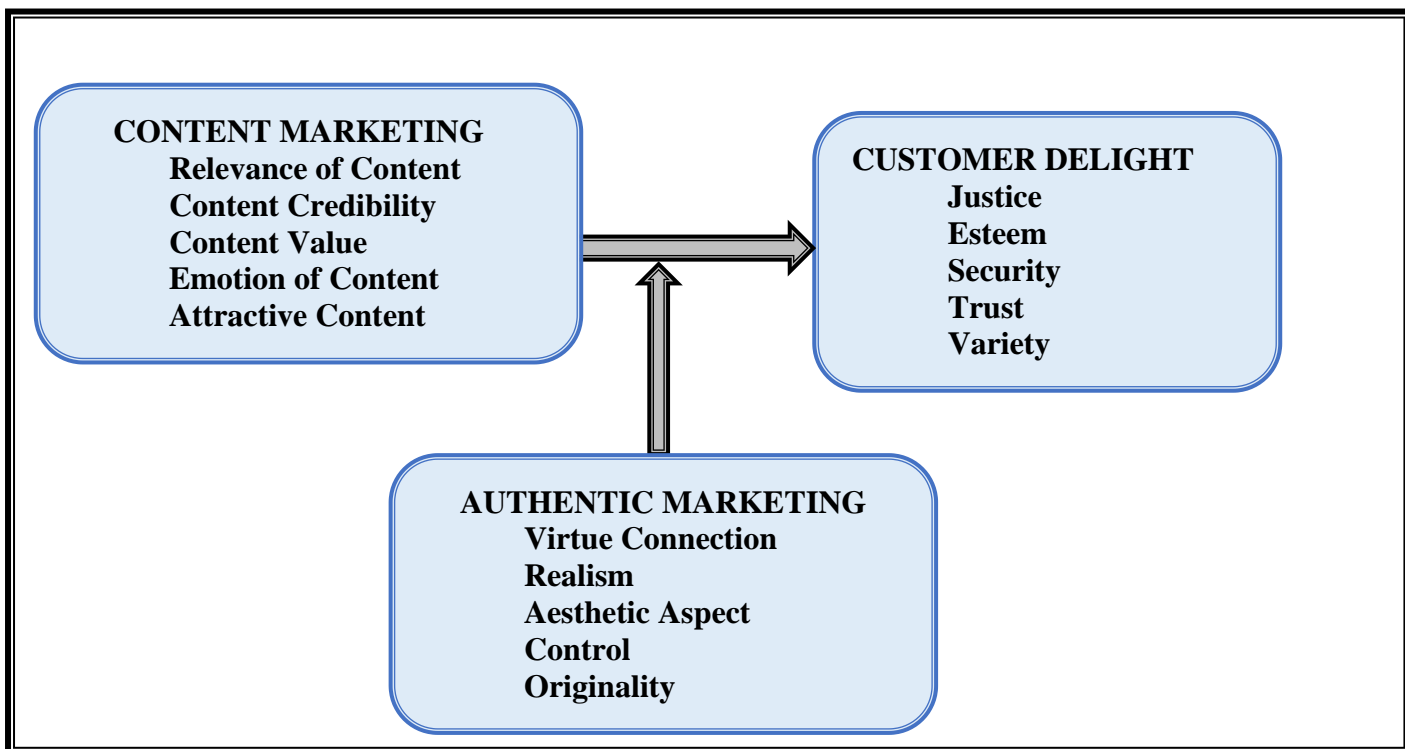 CONTENT MARKETING
Relevance of Content
Content Credibility
Content Value
Emotion of Content
Attractive Content
CUSTOMER DELIGHT
Justice
Esteem
Security
Trust
Variety
AUTHENTIC MARKETING
Virtue Connection
Realism
Aesthetic Aspect
Control
Originality